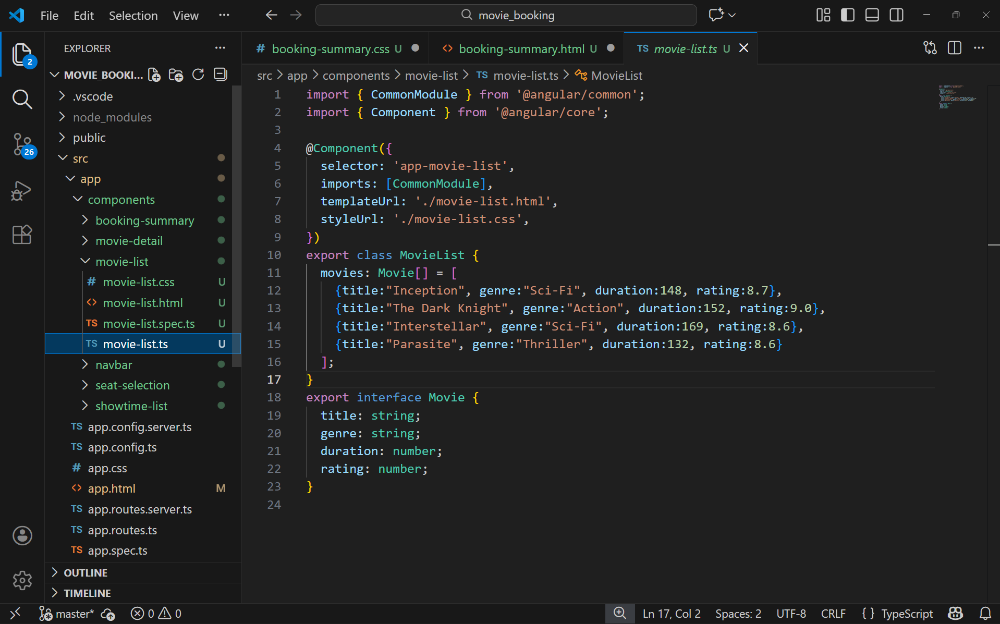 File Edit Selection View ···
movie_booking
EXPLORER
MOVIE_BOOKI...
.vscode
node_modules
public
src
app
components
booking-summary
movie-detail
movie-list
# movie-list.css U
<> movie-list.html U
TS movie-list.spec.ts U
TS movie-list.ts U
navbar
seat-selection
showtime-list
TS app.config.server.ts
TS app.config.ts
# app.css
<> app.html M
TS app.routes.server.ts
TS app.routes.ts
TS app.spec.ts
OUTLINE
TIMELINE
2
26
# booking-summary.css U
<> booking-summary.html U
TS movie-list.ts U
src > app > components > movie-list > TS movie-list.ts > MovieList
1 import { CommonModule } from '@angular/common';
2 import { Component } from '@angular/core';
3
4 @Component({
5 selector: 'app-movie-list',
6 imports: [CommonModule],
7 templateUrl: './movie-list.html',
8 styleUrl: './movie-list.css',
9 })
10 export class MovieList {
11 movies: Movie[] = [
12 {title:"Inception", genre:"Sci-Fi", duration:148, rating:8.7},
13 {title:"The Dark Knight", genre:"Action", duration:152, rating:9.0},
14 {title:"Interstellar", genre:"Sci-Fi", duration:169, rating:8.6},
15 {title:"Parasite", genre:"Thriller", duration:132, rating:8.6}
16 ];
17 }
18 export interface Movie {
19 title: string;
20 genre: string;
21 duration: number;
22 rating: number;
23 }
24
master* 0 0
Ln 17, Col 2 Spaces: 2 UTF-8 CRLF { } TypeScript